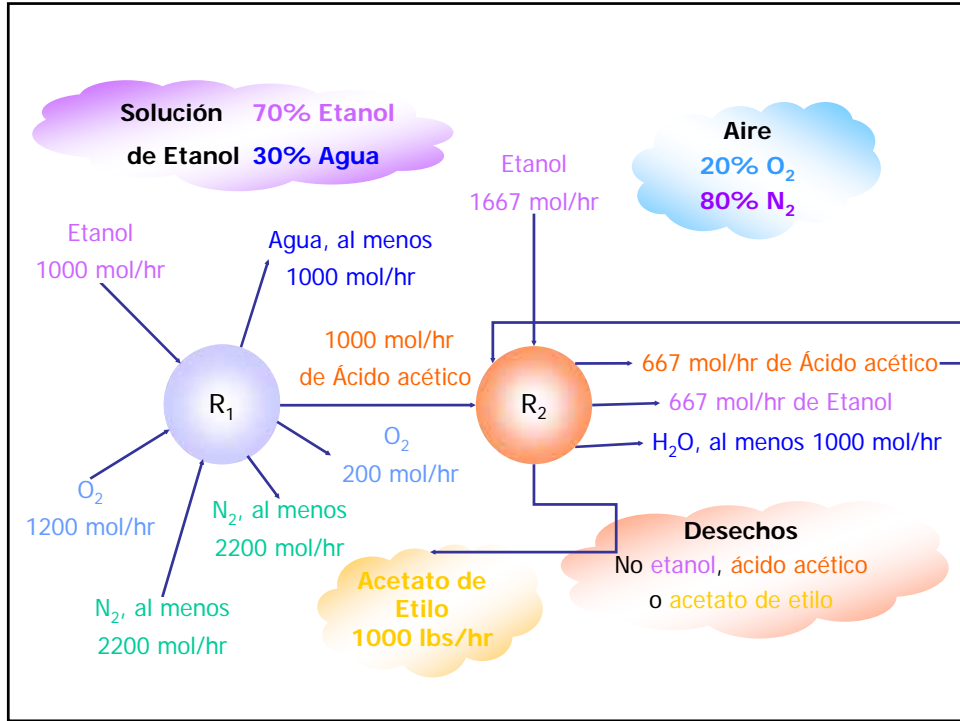 Solución 70% Etanol
de Etanol 30% Agua
Aire
20% O₂
80% N₂
Etanol
1667 mol/hr
Etanol
1000 mol/hr
Agua, al menos
1000 mol/hr
1000 mol/hr
de Ácido acético
R₁
R₂
667 mol/hr de Ácido acético
667 mol/hr de Etanol
H₂O, al menos 1000 mol/hr
O₂
200 mol/hr
O₂
1200 mol/hr
N₂, al menos
2200 mol/hr
N₂, al menos
2200 mol/hr
Acetato de
Etilo
1000 lbs/hr
Desechos
No etanol, ácido acético
o acetato de etilo